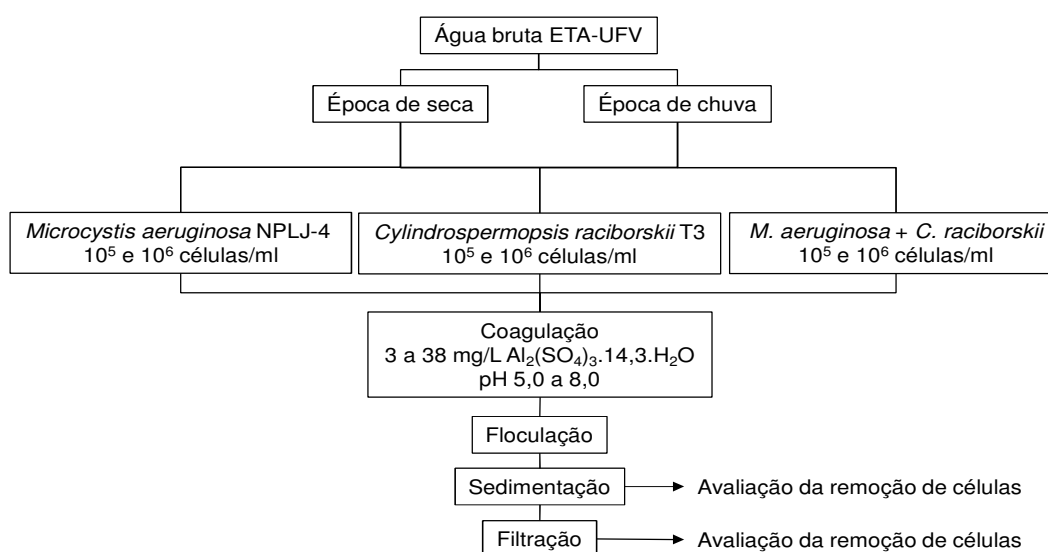 Água bruta ETA-UFV
Época de seca
Época de chuva
Microcystis aeruginosa NPLJ-4
10⁵ e 10⁶ células/ml
Cylindrospermopsis raciborskii T3
10⁵ e 10⁶ células/ml
M. aeruginosa + C. raciborskii
10⁵ e 10⁶ células/ml
Coagulação
3 a 38 mg/L Al₂(SO₄)₃.14,3.H₂O
pH 5,0 a 8,0
Floculação
Sedimentação
Avaliação da remoção de células
Filtração
Avaliação da remoção de células